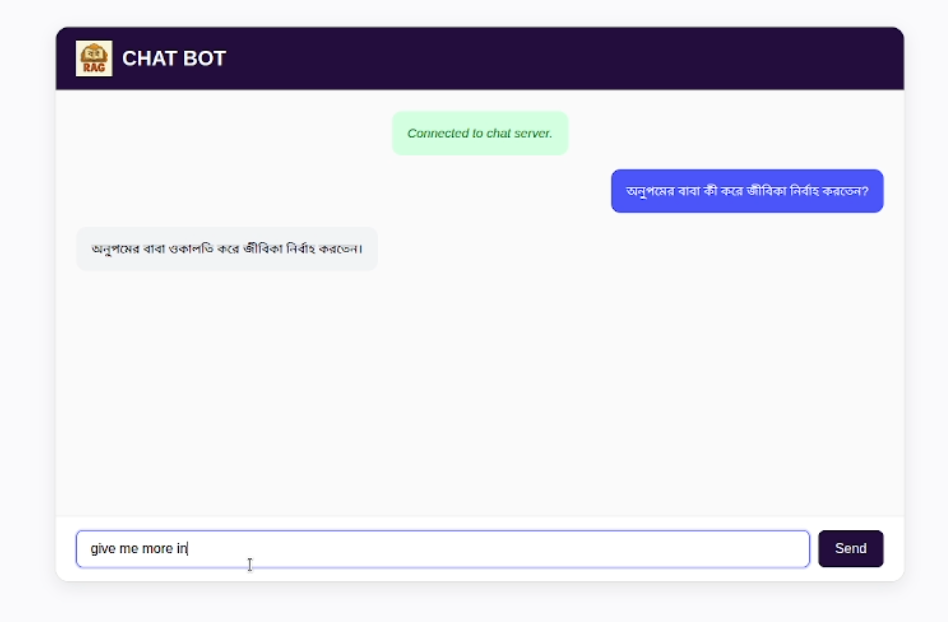 বই
RAG
CHAT BOT
Connected to chat server.
অনুপমের বাবা কী করে জীবিকা নির্বাহ করতেন?
অনুপমের বাবা ওকালতি করে জীবিকা নির্বাহ করতেন।
give me more in
Send